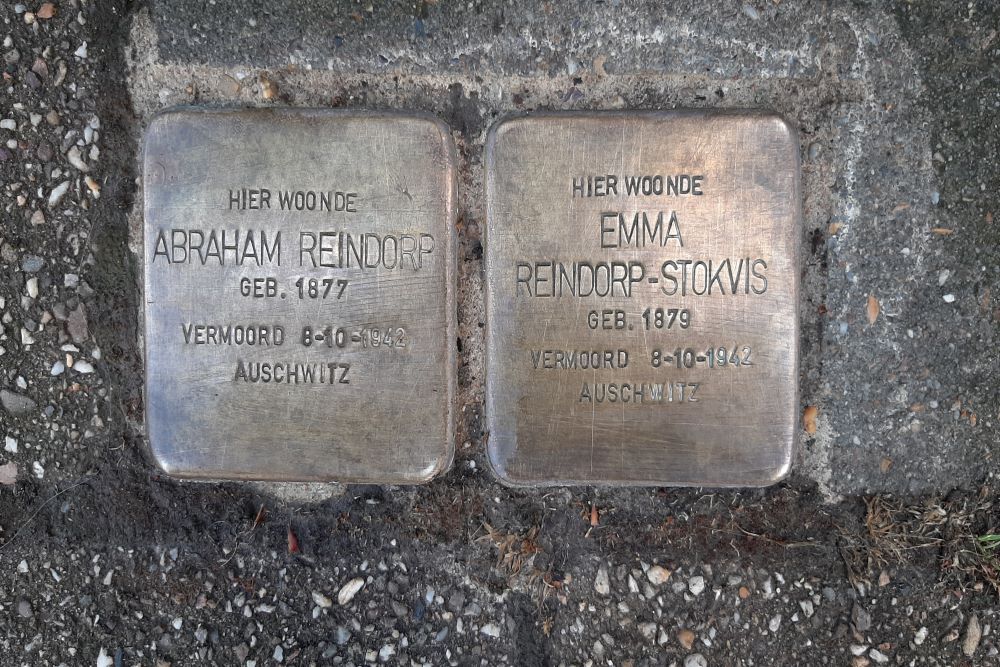 HIER WOONDE
ABRAHAM REINDORP
GEB. 1877
VERMOORD 8-10-1942
AUSCHWITZ
HIER WOONDE
EMMA
REINDORP-STOKVIS
GEB. 1879
VERMOORD 8-10-1942
AUSCHWITZ